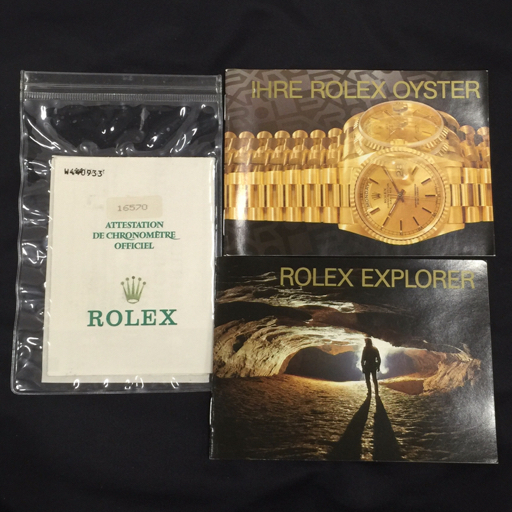 16570
ATTESTATION
DE CHRONOMÈTRE
OFFICIEL
ROLEX
IHRE ROLEX OYSTER
ROLEX EXPLORER